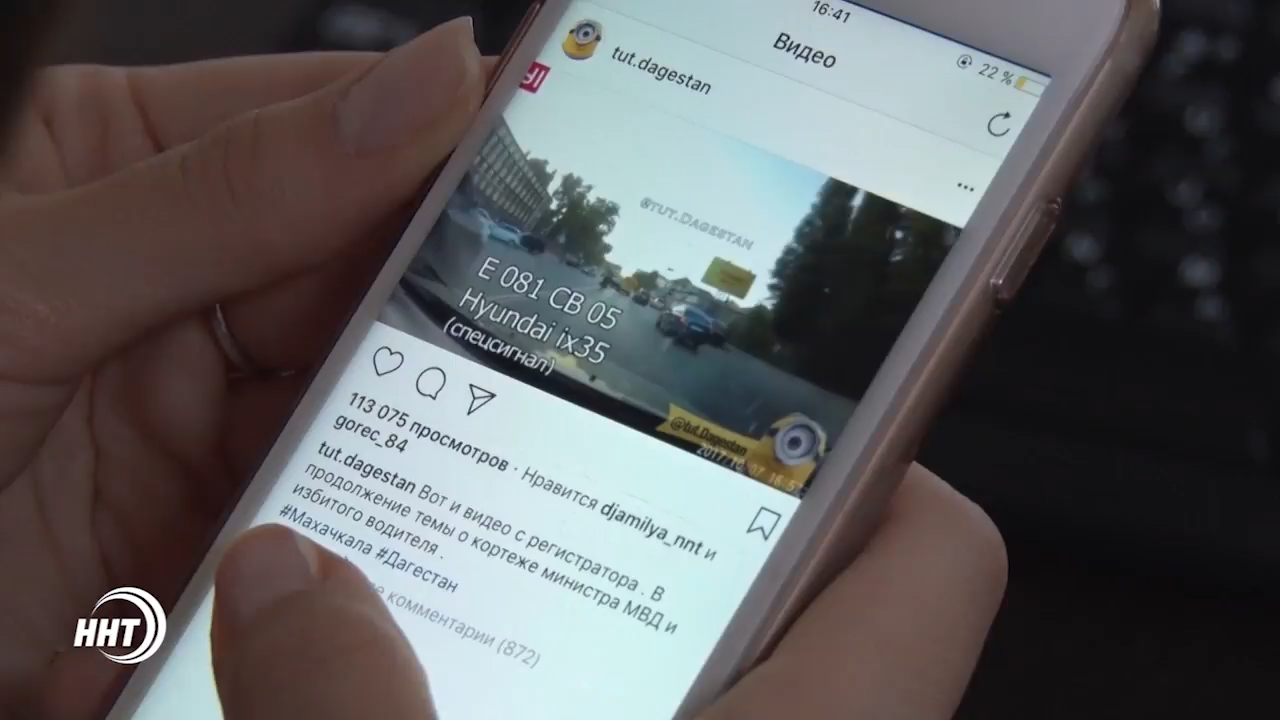 16:41
22 %
Видео
tut.dagestan
@TUT.DAGESTAN
E 081 CB 05
Hyundai ix35
(спецсигнал)
@tut.Dagestan
113 075 просмотров · Нравится djamilya_nnt и
gorec_84
tut.dagestan Вот и видео с регистратора . В
продолжение темы о кортеже министра МВД и
избитого водителя .
#Махачкала #Дагестан
комментарии (872)
ННТ